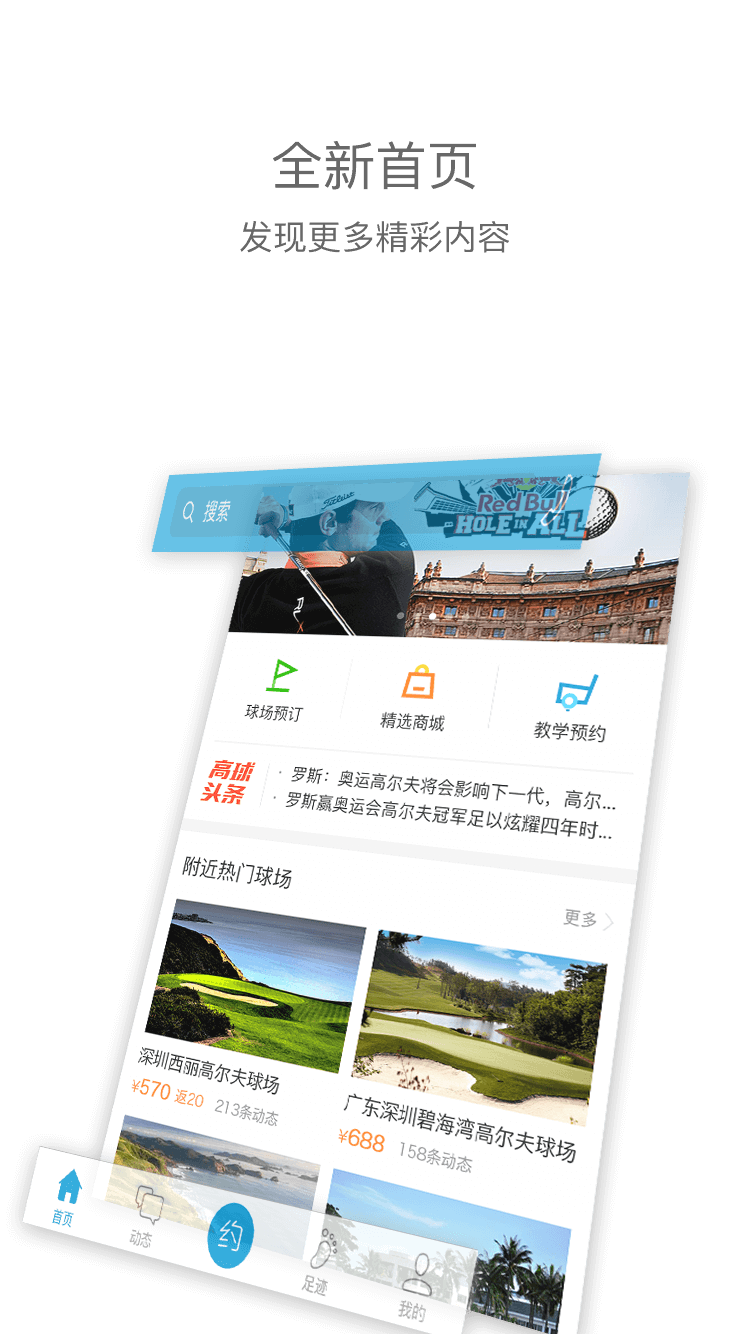 全新首页
发现更多精彩内容
搜索
Titleist
Red Bull
HOLE IN ALL
球场预订
精选商城
教学预约
高球
头条
· 罗斯：奥运高尔夫将会影响下一代，高尔...
· 罗斯赢奥运会高尔夫冠军足以炫耀四年时...
附近热门球场
更多
深圳西丽高尔夫球场
¥570 返20 213条动态
广东深圳碧海湾高尔夫球场
¥688 158条动态
首页
动态
约
足迹
我的